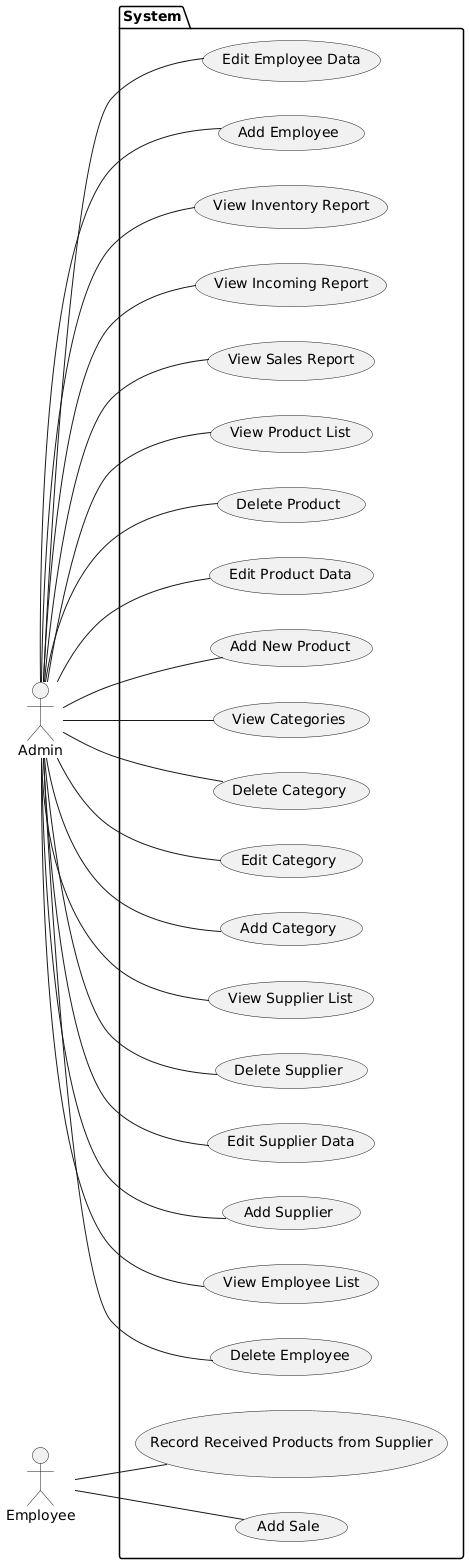 System
Edit Employee Data
Add Employee
View Inventory Report
View Incoming Report
View Sales Report
View Product List
Delete Product
Edit Product Data
Add New Product
View Categories
Admin
Delete Category
Edit Category
Add Category
View Supplier List
Delete Supplier
Edit Supplier Data
Add Supplier
View Employee List
Delete Employee
Record Received Products from Supplier
Employee
Add Sale